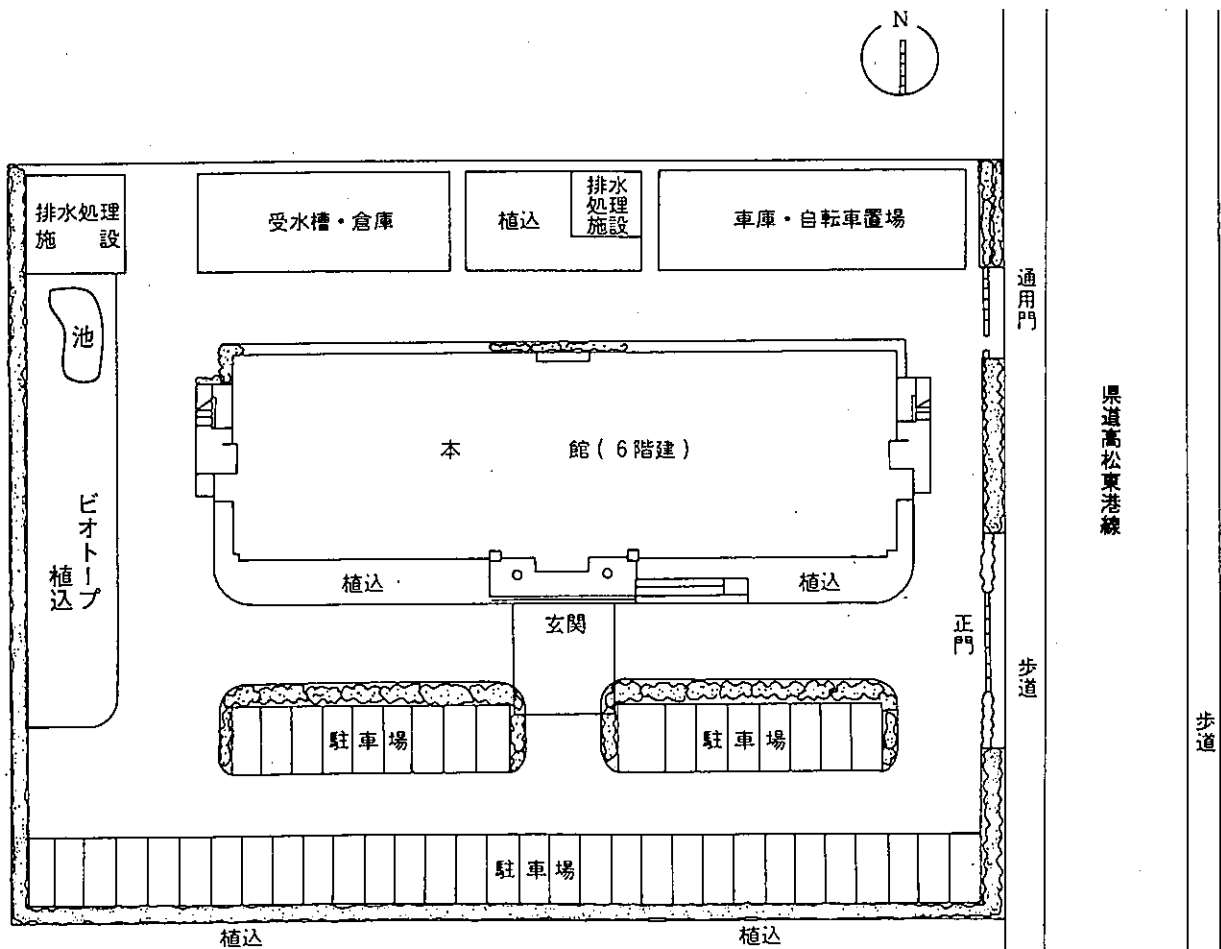 N
排水処理
施設
受水槽・倉庫
植込
排水
処理
施設
車庫・自転車置場
通用門
池
県道高松東港線
本館(6階建)
ビオトープ
植込
植込
植込
玄関
正門
歩道
歩道
駐車場
駐車場
駐車場
植込
植込